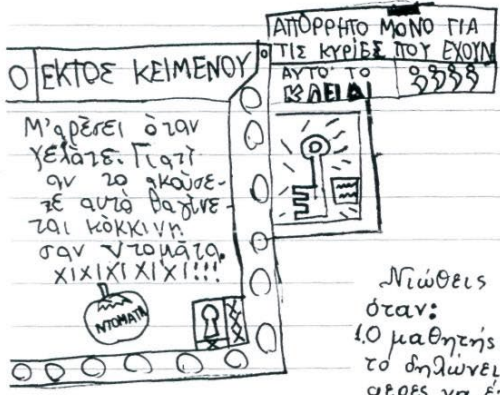 ΑΠΟΡΡΗΤΟ ΜΟΝΟ ΓΙΑ
ΤΙΣ ΚΥΡΙΕΣ ΠΟΥ ΕΧΟΥΝ
ΑΥΤΟ ΤΟ
ΚΛΕΙΔΙ
ΕΚΤΟΣ ΚΕΙΜΕΝΟΥ
Μ'αρέσει όταν
γελάτε. Γιατί
αν το ακούσε-
τε αυτό θα γίνε-
ται κόκκινη
σαν ντομάτα.
ΧΙΧΙΧΙ ΧΙΧΙ!!!
ΝΤΟΜΑΤΑ
Νιώθεις
όταν:
1.Ο μαθητής
το δηλώνει